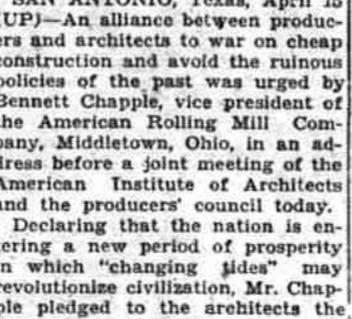 SAN ANTONIO, Texas, April 15
(UP)—An alliance between produc-
ers and architects to war on cheap
construction and avoid the ruinous
policies of the past was urged by
Bennett Chapple, vice president of
the American Rolling Mill Com-
pany, Middletown, Ohio, in an ad-
dress before a joint meeting of the
American Institute of Architects
and the producers' council today.
Declaring that the nation is en-
tering a new period of prosperity
in which "changing tides" may
revolutionize civilization, Mr. Chap-
ple pledged to the architects the